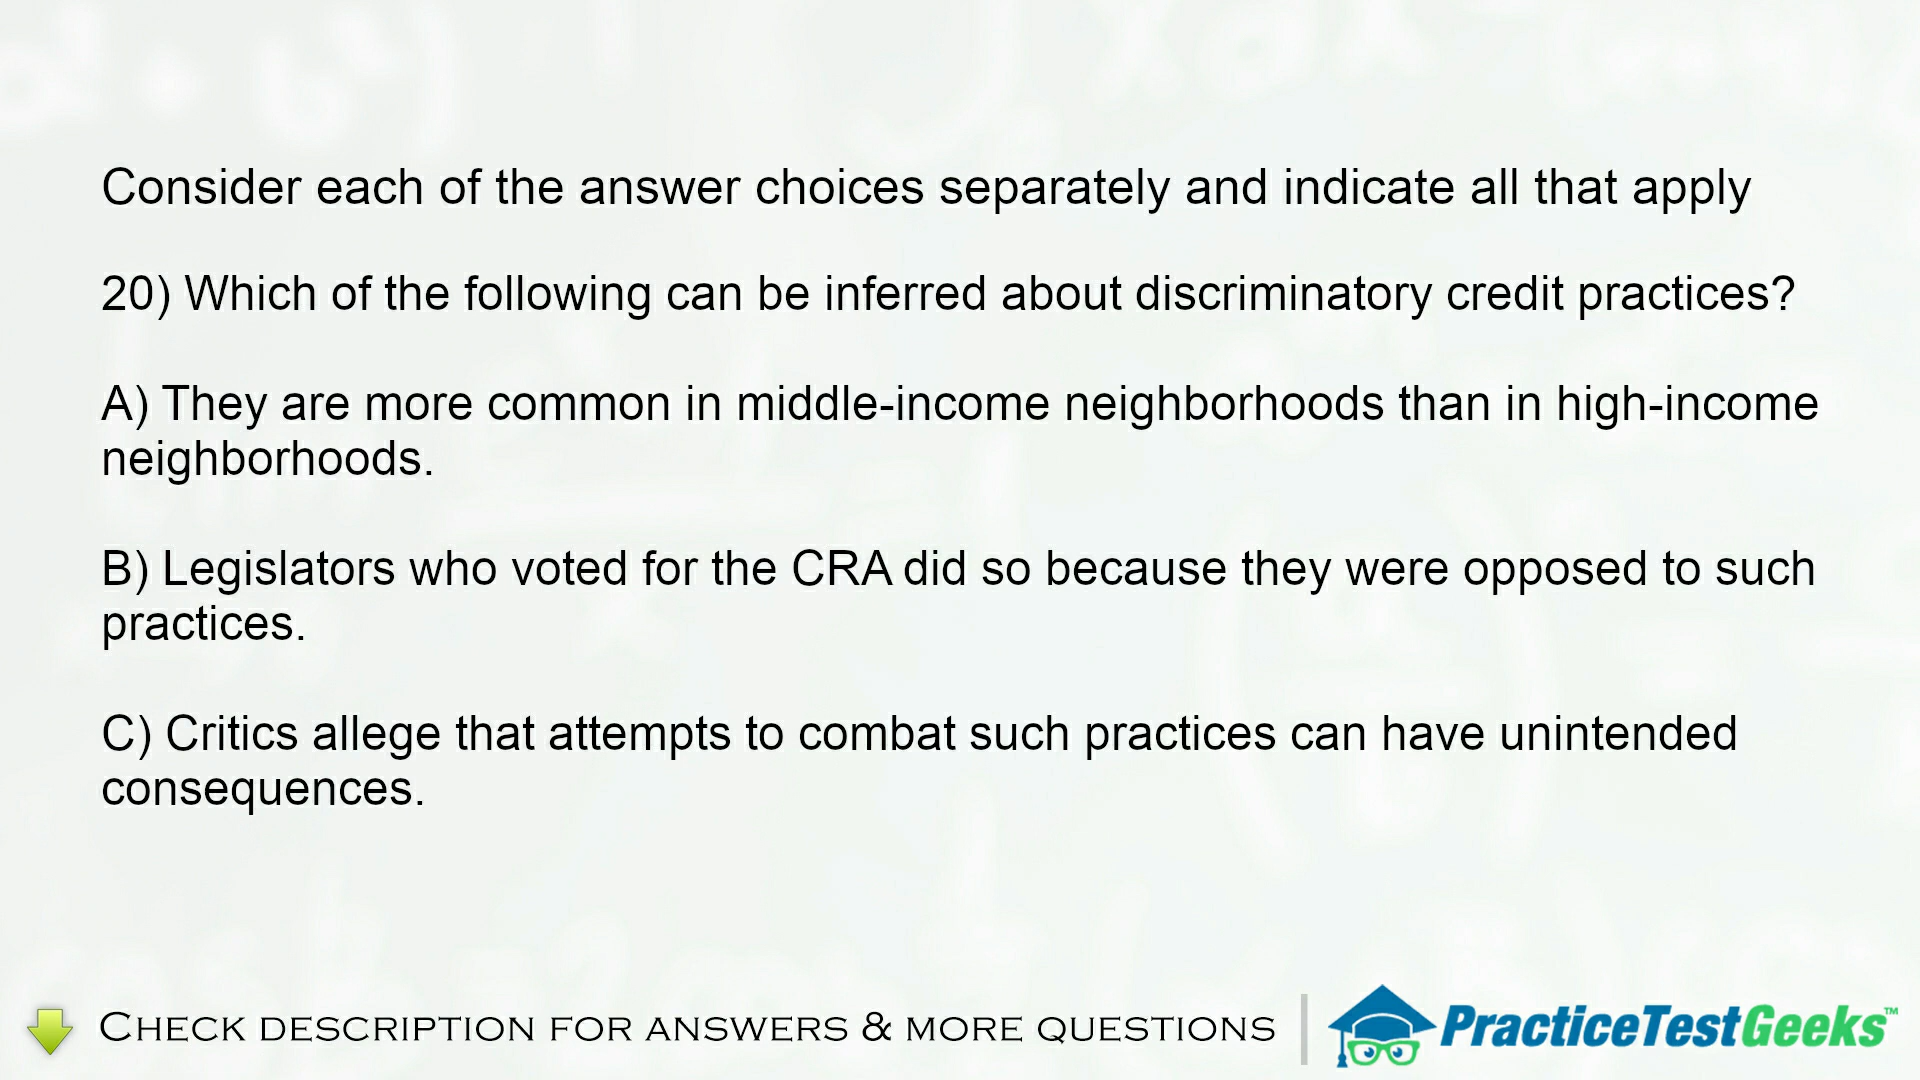 Consider each of the answer choices separately and indicate all that apply
20) Which of the following can be inferred about discriminatory credit practices?
A) They are more common in middle-income neighborhoods than in high-income
neighborhoods.
B) Legislators who voted for the CRA did so because they were opposed to such
practices.
C) Critics allege that attempts to combat such practices can have unintended
consequences.
Check description for answers & more questions
PracticeTestGeeks™